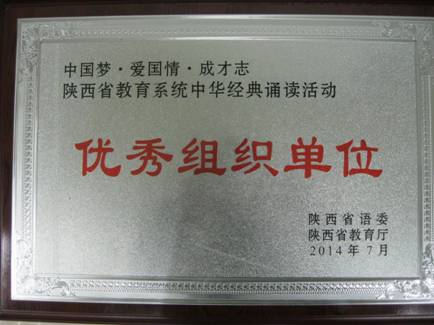 中国梦·爱国情·成才志
陕西省教育系统中华经典诵读活动
优秀组织单位
陕西省语委
陕西省教育厅
2014年7月